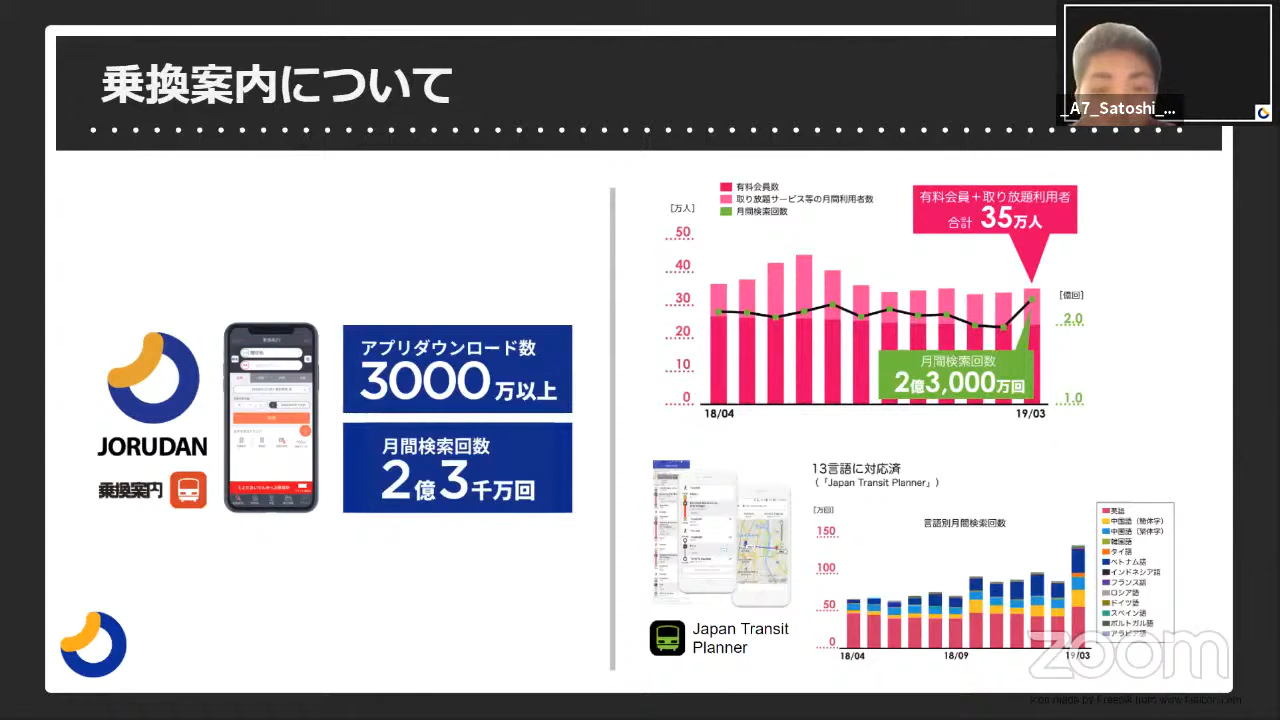 乗換案内について
_A7_Satoshi_...
JORUDAN
乗換案内
アプリダウンロード数
3000万以上
月間検索回数
2億3千万回
有料会員数
取り放題サービス等の月間利用者数
月間検索回数
[万人]
50
40
30
20
10
0
18/04
19/03
有料会員+取り放題利用者
合計 35万人
[億回]
2.0
1.0
月間検索回数
2億3,000万回
13言語に対応済
(「Japan Transit Planner」)
Japan Transit
Planner
[万回]
言語別月間検索回数
150
100
50
0
18/04
18/09
19/03
英語
中国語(簡体字)
中国語(繁体字)
韓国語
タイ語
ベトナム語
インドネシア語
フランス語
ロシア語
ドイツ語
スペイン語
ポルトガル語
アラビア語
zoom